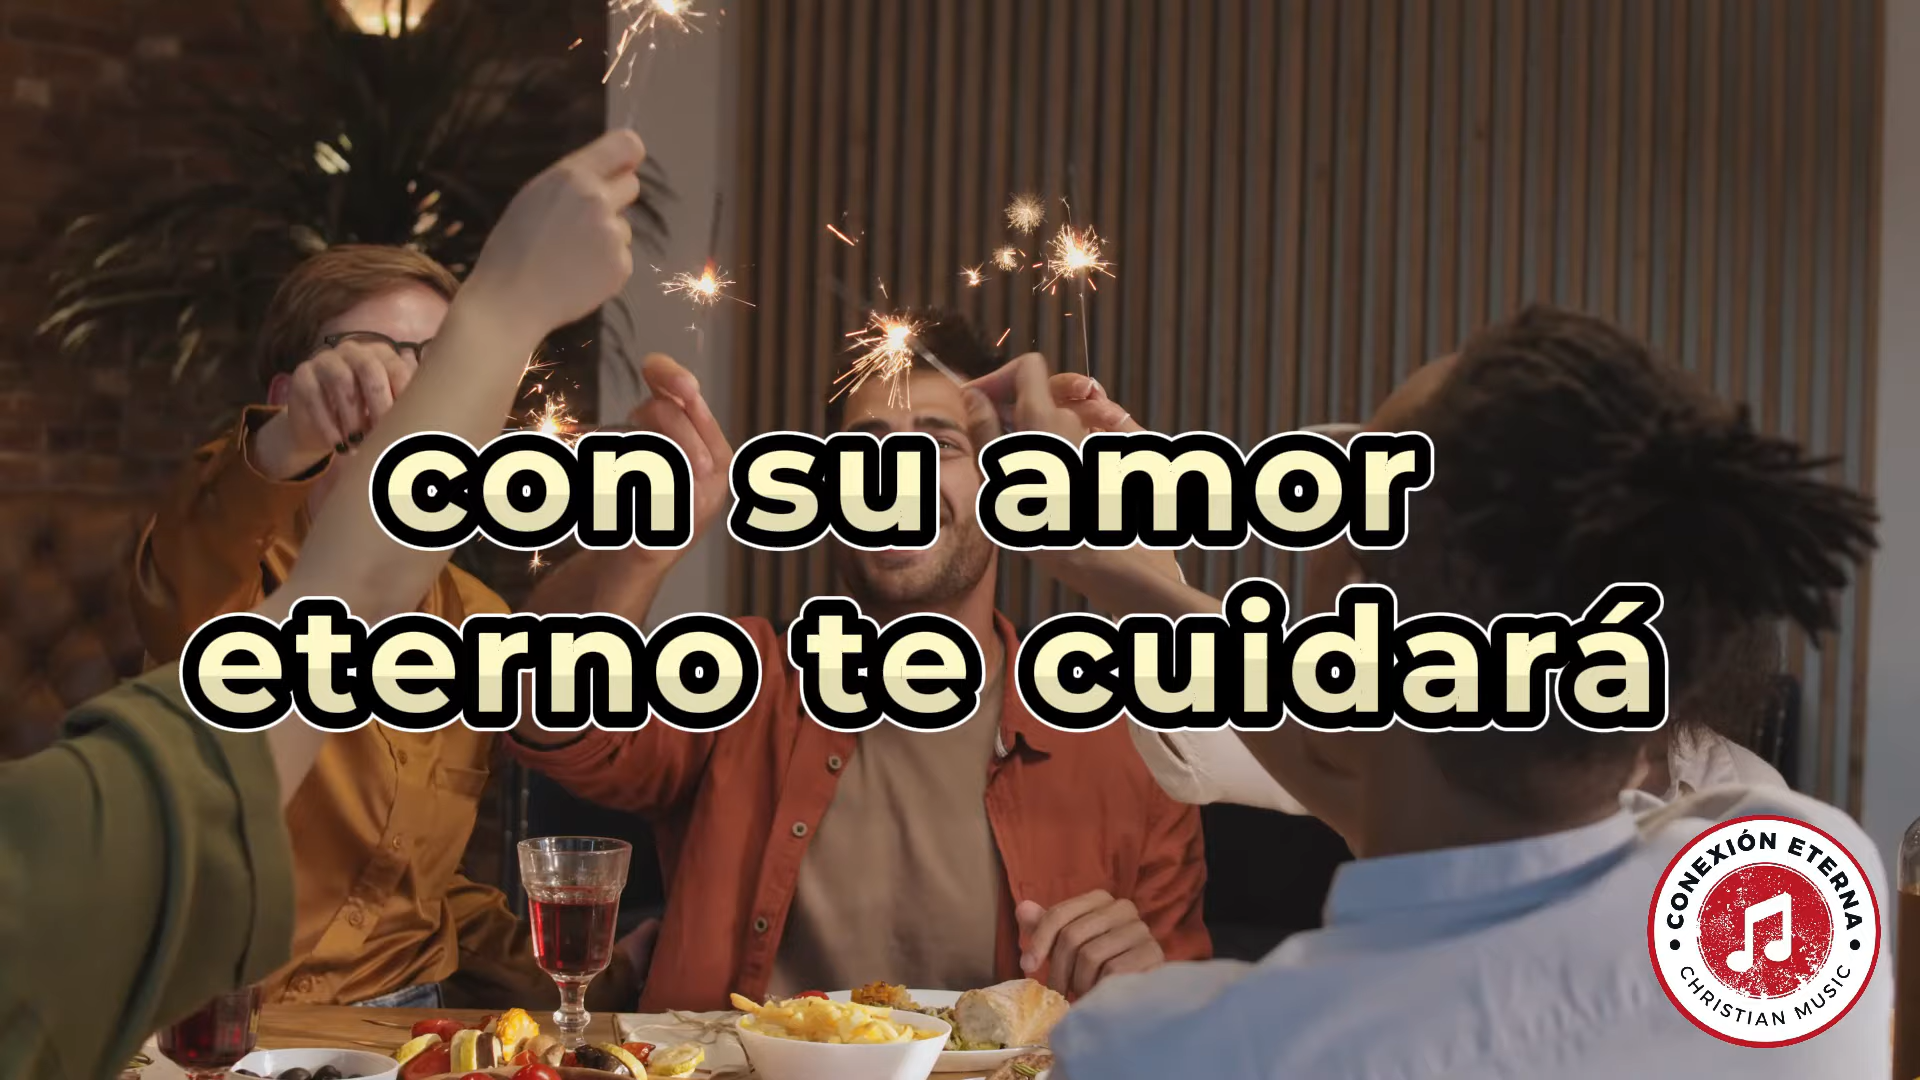 con su amor
eterno te cuidará
CONEXIÓN ETERNA
CHRISTIAN MUSIC